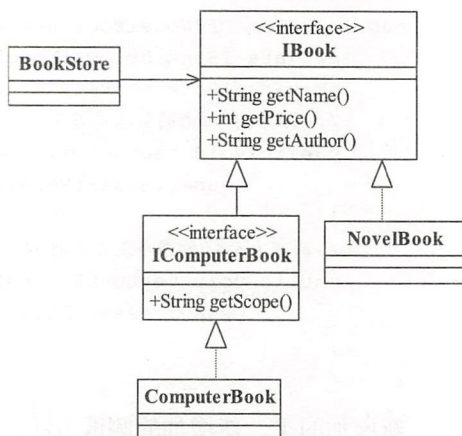 <<interface>>
IBook
BookStore
+String getName()
+int getPrice()
+String getAuthor()
<<interface>>
IComputerBook
NovelBook
+String getScope()
ComputerBook